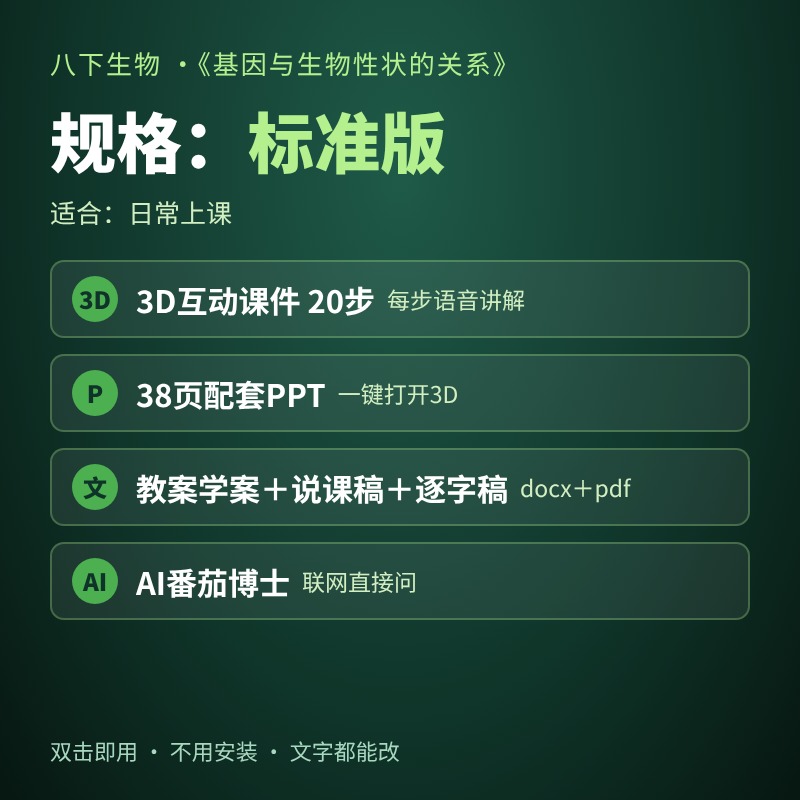 八下生物 ·《基因与生物性状的关系》
规格：标准版
适合：日常上课
3D 3D互动课件 20步 每步语音讲解
P 38页配套PPT 一键打开3D
文 教案学案＋说课稿＋逐字稿 docx＋pdf
AI AI番茄博士 联网直接问
双击即用 · 不用安装 · 文字都能改